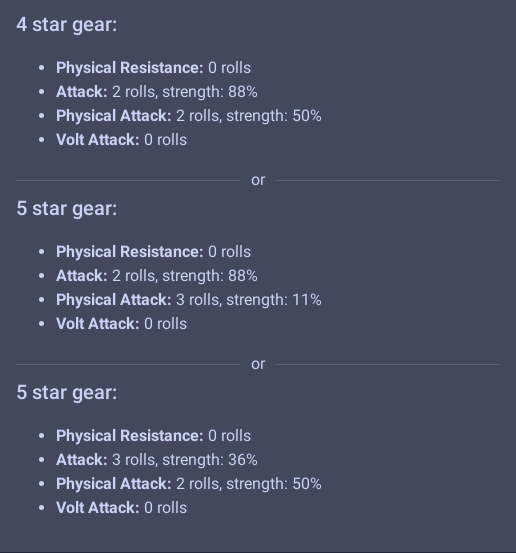 4 star gear:
Physical Resistance: 0 rolls
Attack: 2 rolls, strength: 88%
Physical Attack: 2 rolls, strength: 50%
Volt Attack: 0 rolls
or
5 star gear:
Physical Resistance: 0 rolls
Attack: 2 rolls, strength: 88%
Physical Attack: 3 rolls, strength: 11%
Volt Attack: 0 rolls
or
5 star gear:
Physical Resistance: 0 rolls
Attack: 3 rolls, strength: 36%
Physical Attack: 2 rolls, strength: 50%
Volt Attack: 0 rolls